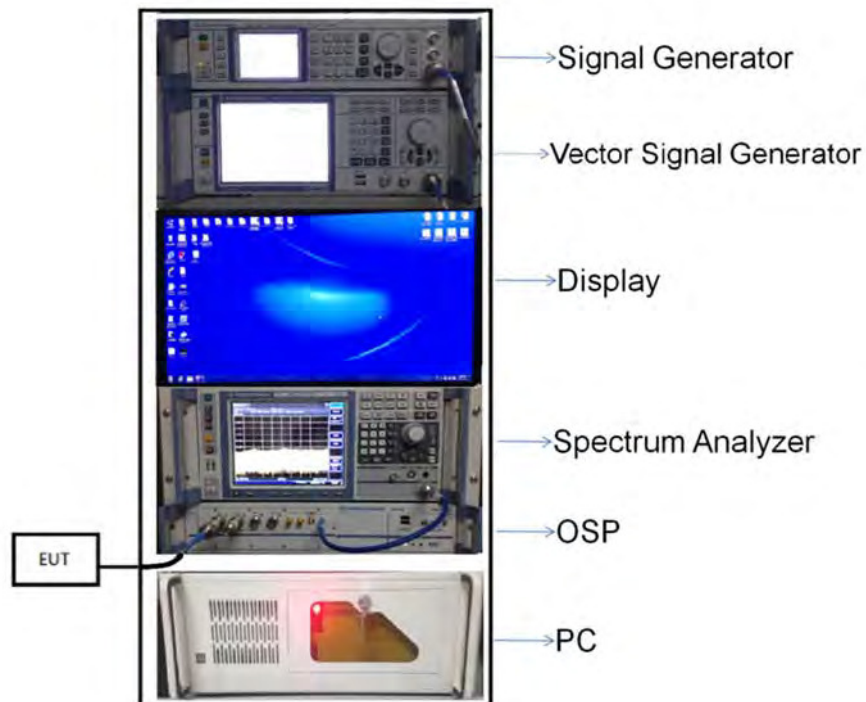 Signal Generator
Vector Signal Generator
Display
Spectrum Analyzer
OSP
EUT
PC